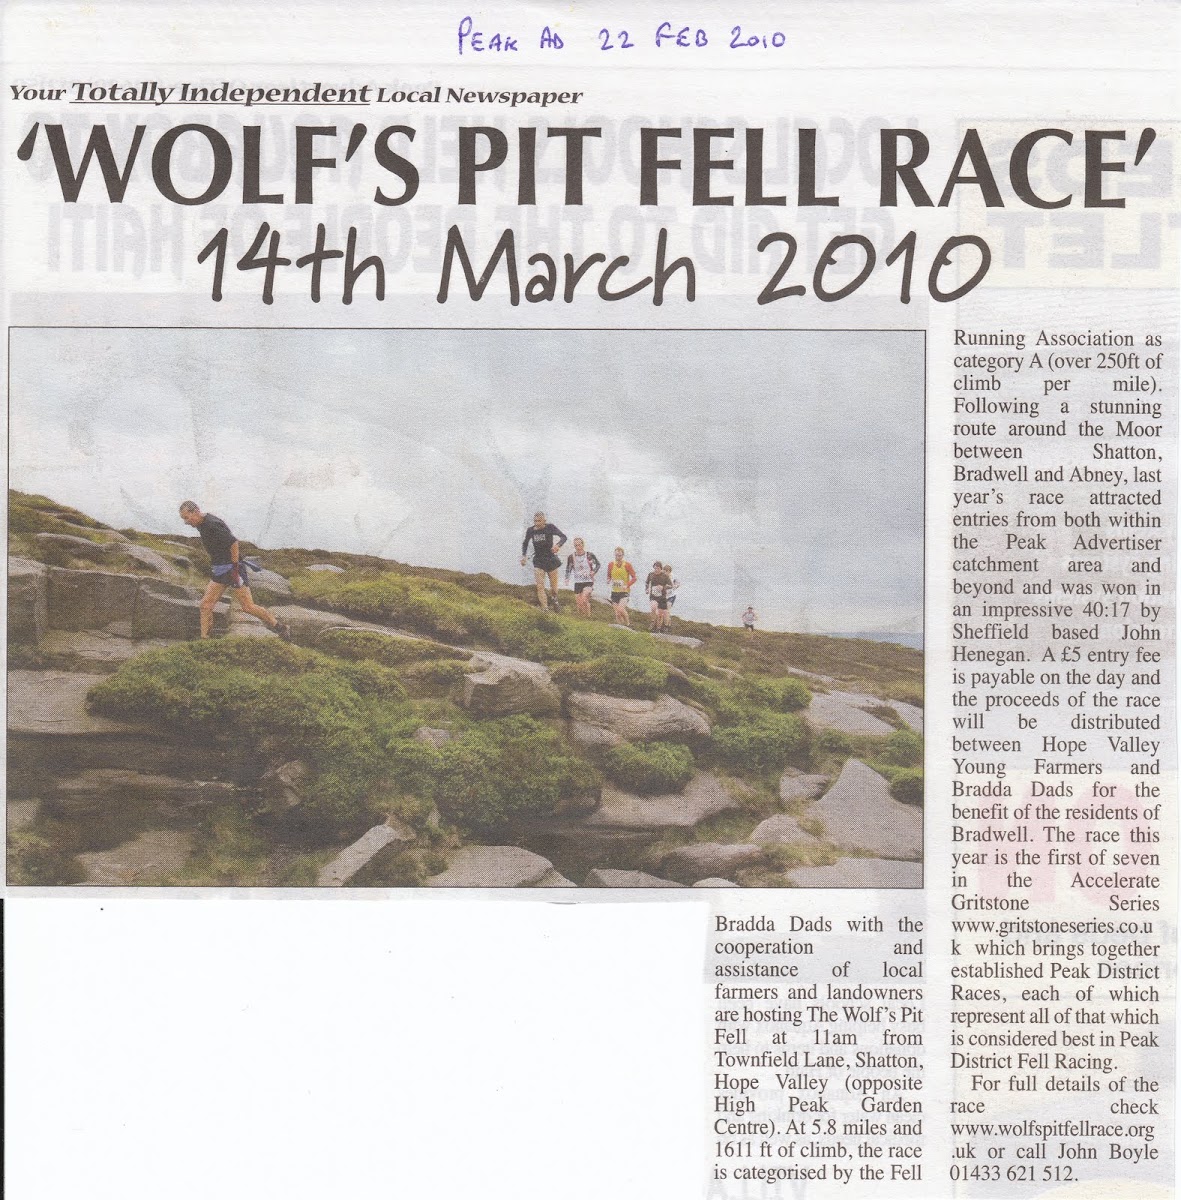 PEAK AD 22 FEB 2010
Your Totally Independent Local Newspaper
‘WOLF’S PIT FELL RACE’
14th March 2010
Bradda Dads with the
cooperation and
assistance of local
farmers and landowners
are hosting The Wolf’s Pit
Fell at 11am from
Townfield Lane, Shatton,
Hope Valley (opposite
High Peak Garden
Centre). At 5.8 miles and
1611 ft of climb, the race
is categorised by the Fell
Running Association as
category A (over 250ft of
climb per mile).
Following a stunning
route around the Moor
between Shatton,
Bradwell and Abney, last
year’s race attracted
entries from both within
the Peak Advertiser
catchment area and
beyond and was won in
an impressive 40:17 by
Sheffield based John
Henegan. A £5 entry fee
is payable on the day and
the proceeds of the race
will be distributed
between Hope Valley
Young Farmers and
Bradda Dads for the
benefit of the residents of
Bradwell. The race this
year is the first of seven
in the Accelerate
Gritstone Series
www.gritstoneseries.co.u
k which brings together
established Peak District
Races, each of which
represent all of that which
is considered best in Peak
District Fell Racing.
For full details of the
race check
www.wolfspitfellrace.org
.uk or call John Boyle
01433 621 512.